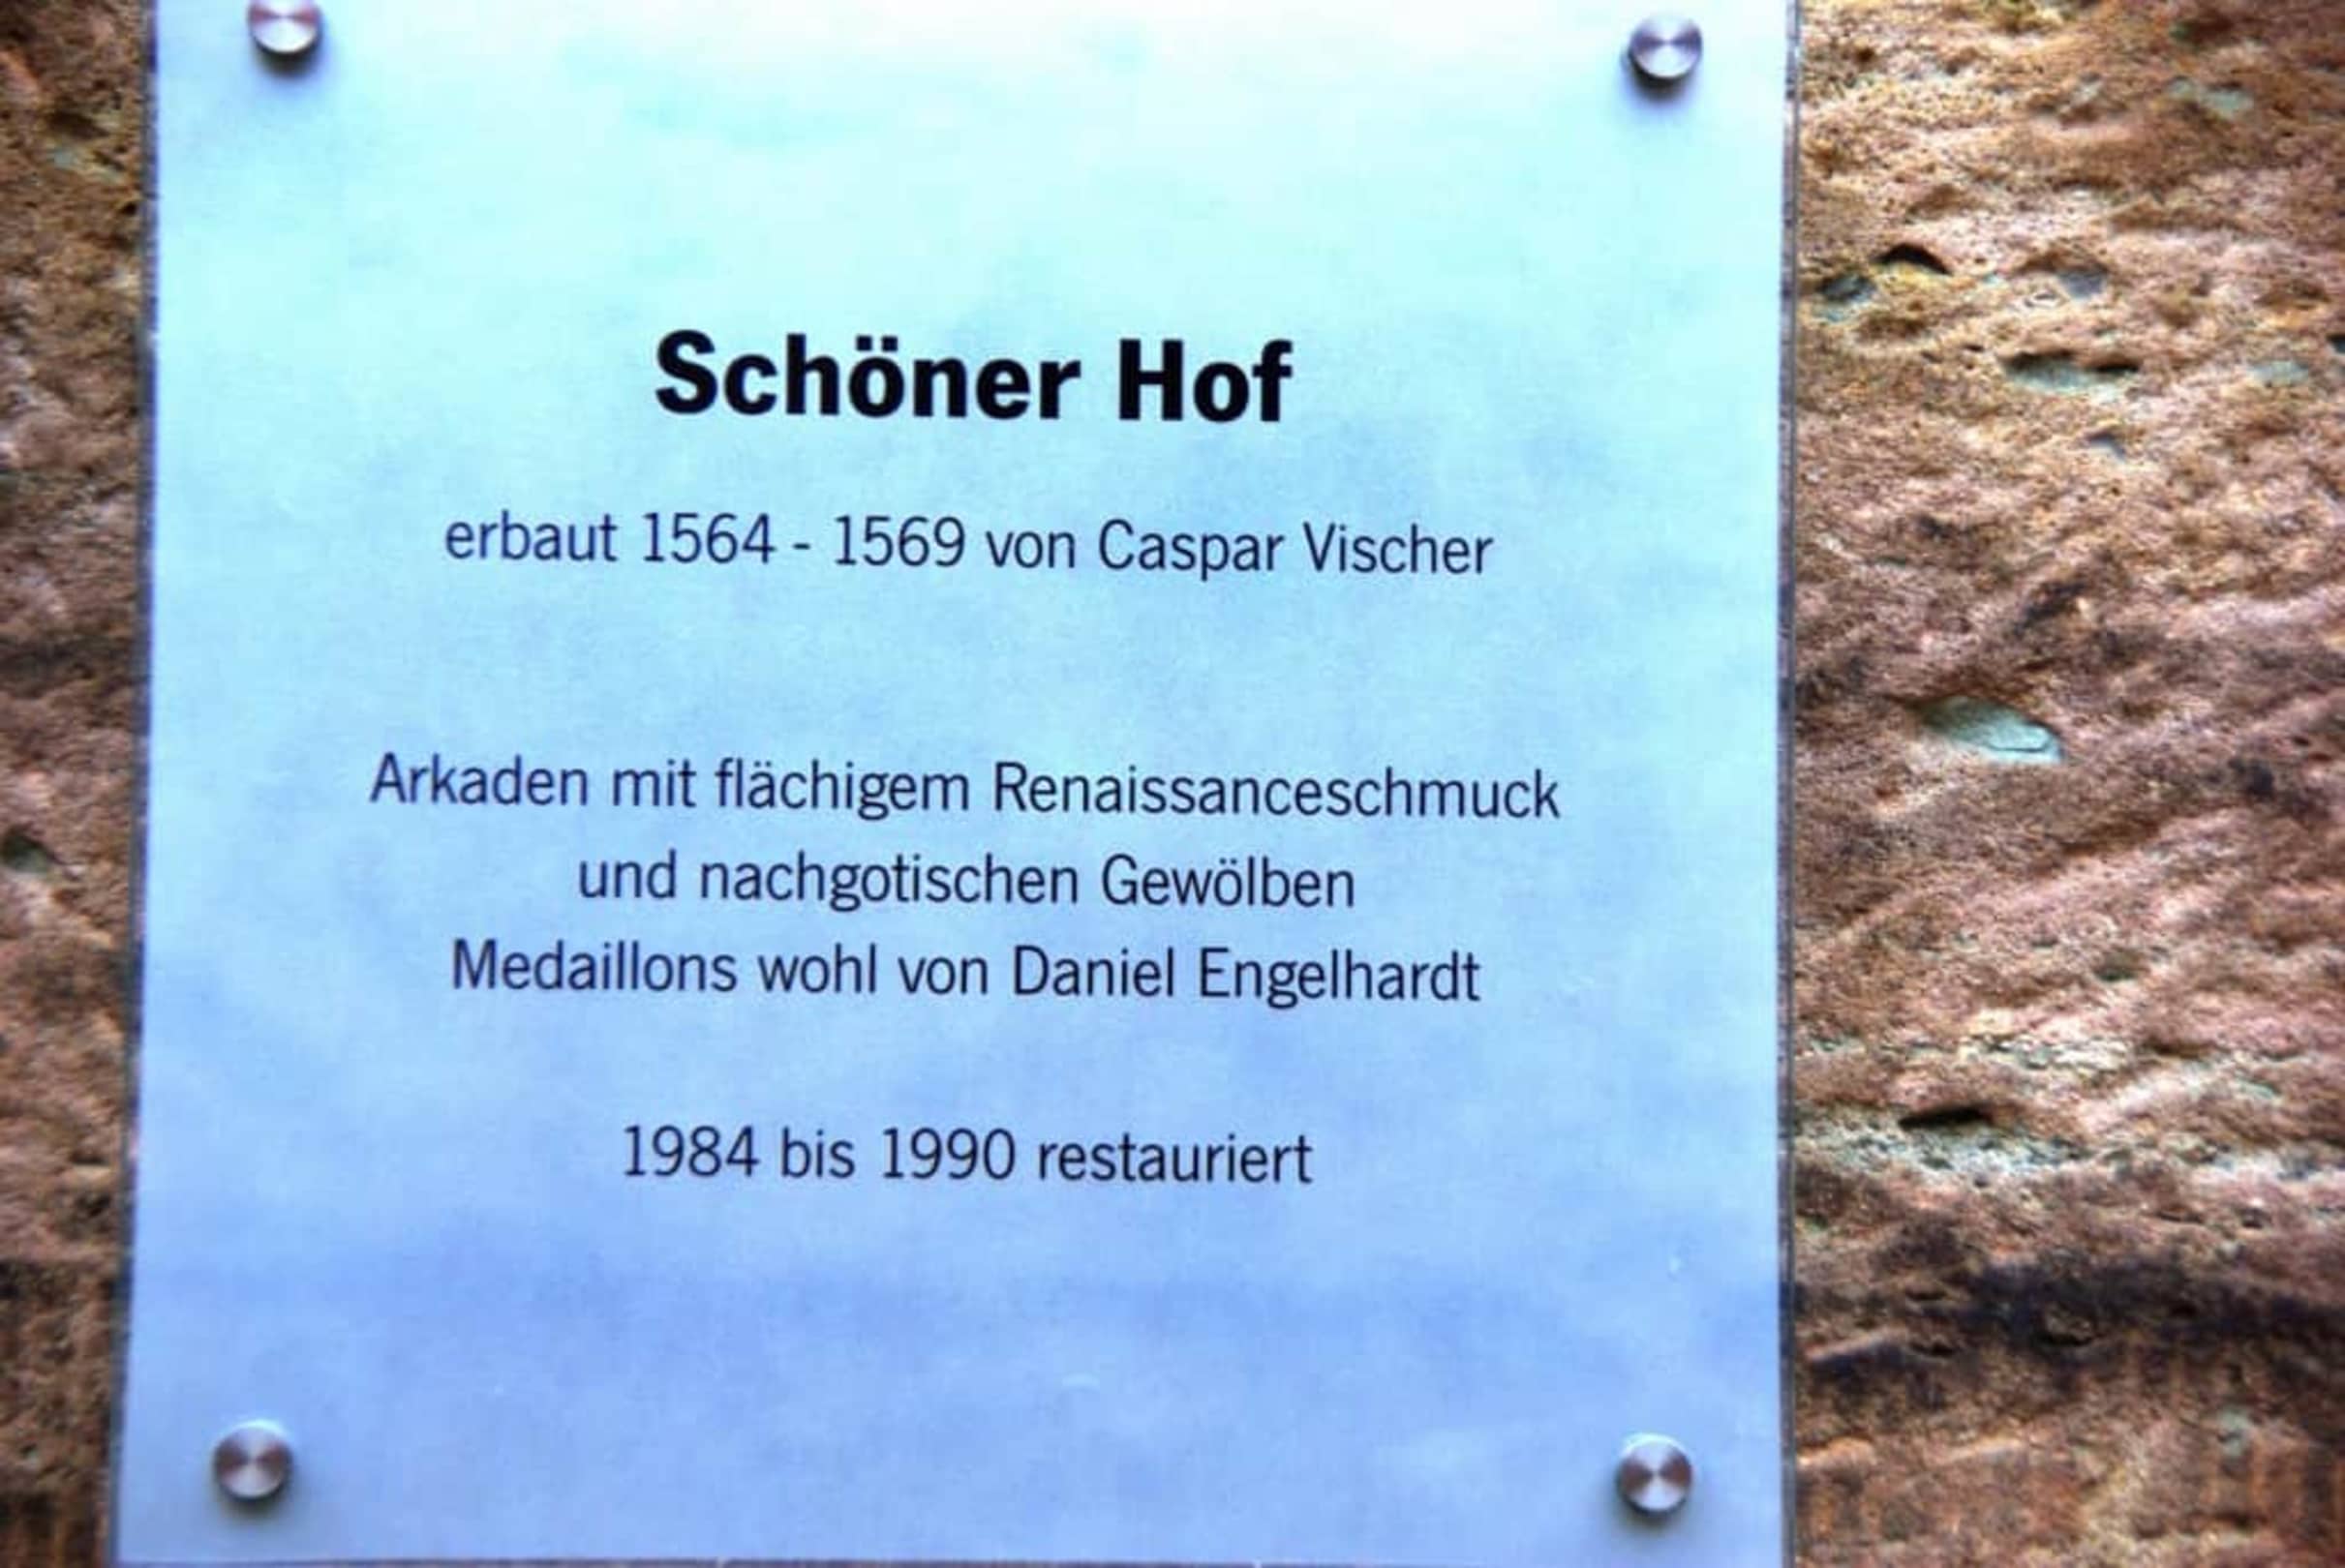 Schöner Hof
erbaut 1564 - 1569 von Caspar Vischer
Arkaden mit flächigem Renaissanceschmuck
und nachgotischen Gewölben
Medaillons wohl von Daniel Engelhardt
1984 bis 1990 restauriert